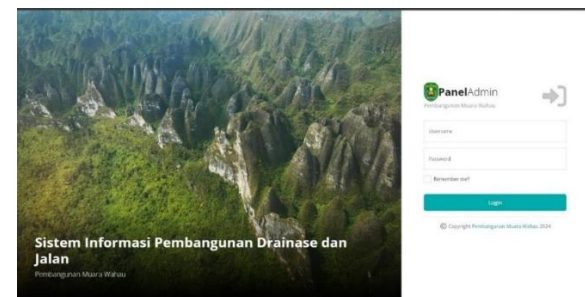 Sistem Informasi Pembangunan Drainase dan
Jalan
Pembangunan Muara Wahau
PanelAdmin
Pembangunan Muara Wahau
Username
Password
Remember me?
Login
© Copyright Pembangunan Muara Wahau 2024